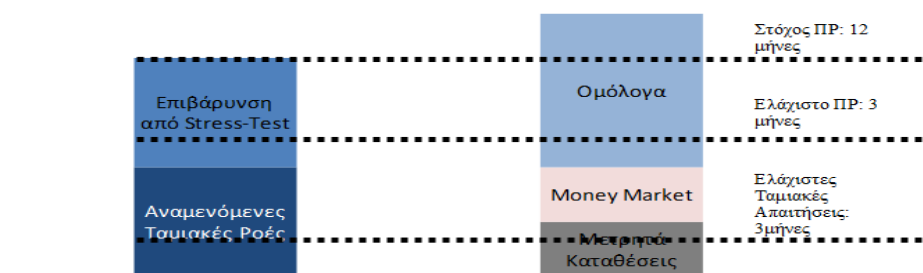 Επιβάρυνση
από Stress-Test
Αναμενόμενες
Ταμιακές Ροές
Ομόλογα
Money Market
Μετρητά
Καταθέσεις
Στόχος ΠΡ: 12
μήνες
Ελάχιστο ΠΡ: 3
μήνες
Ελάχιστες
Ταμιακές
Απαιτήσεις:
3μήνες